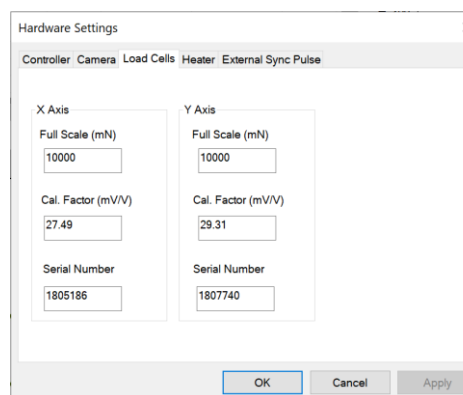 Hardware Settings
Controller Camera Load Cells Heater External Sync Pulse
X Axis Y Axis
Full Scale (mN) Full Scale (mN)
10000 10000
Cal. Factor (mV/V) Cal. Factor (mV/V)
27.49 29.31
Serial Number Serial Number
1805186 1807740
OK Cancel Apply